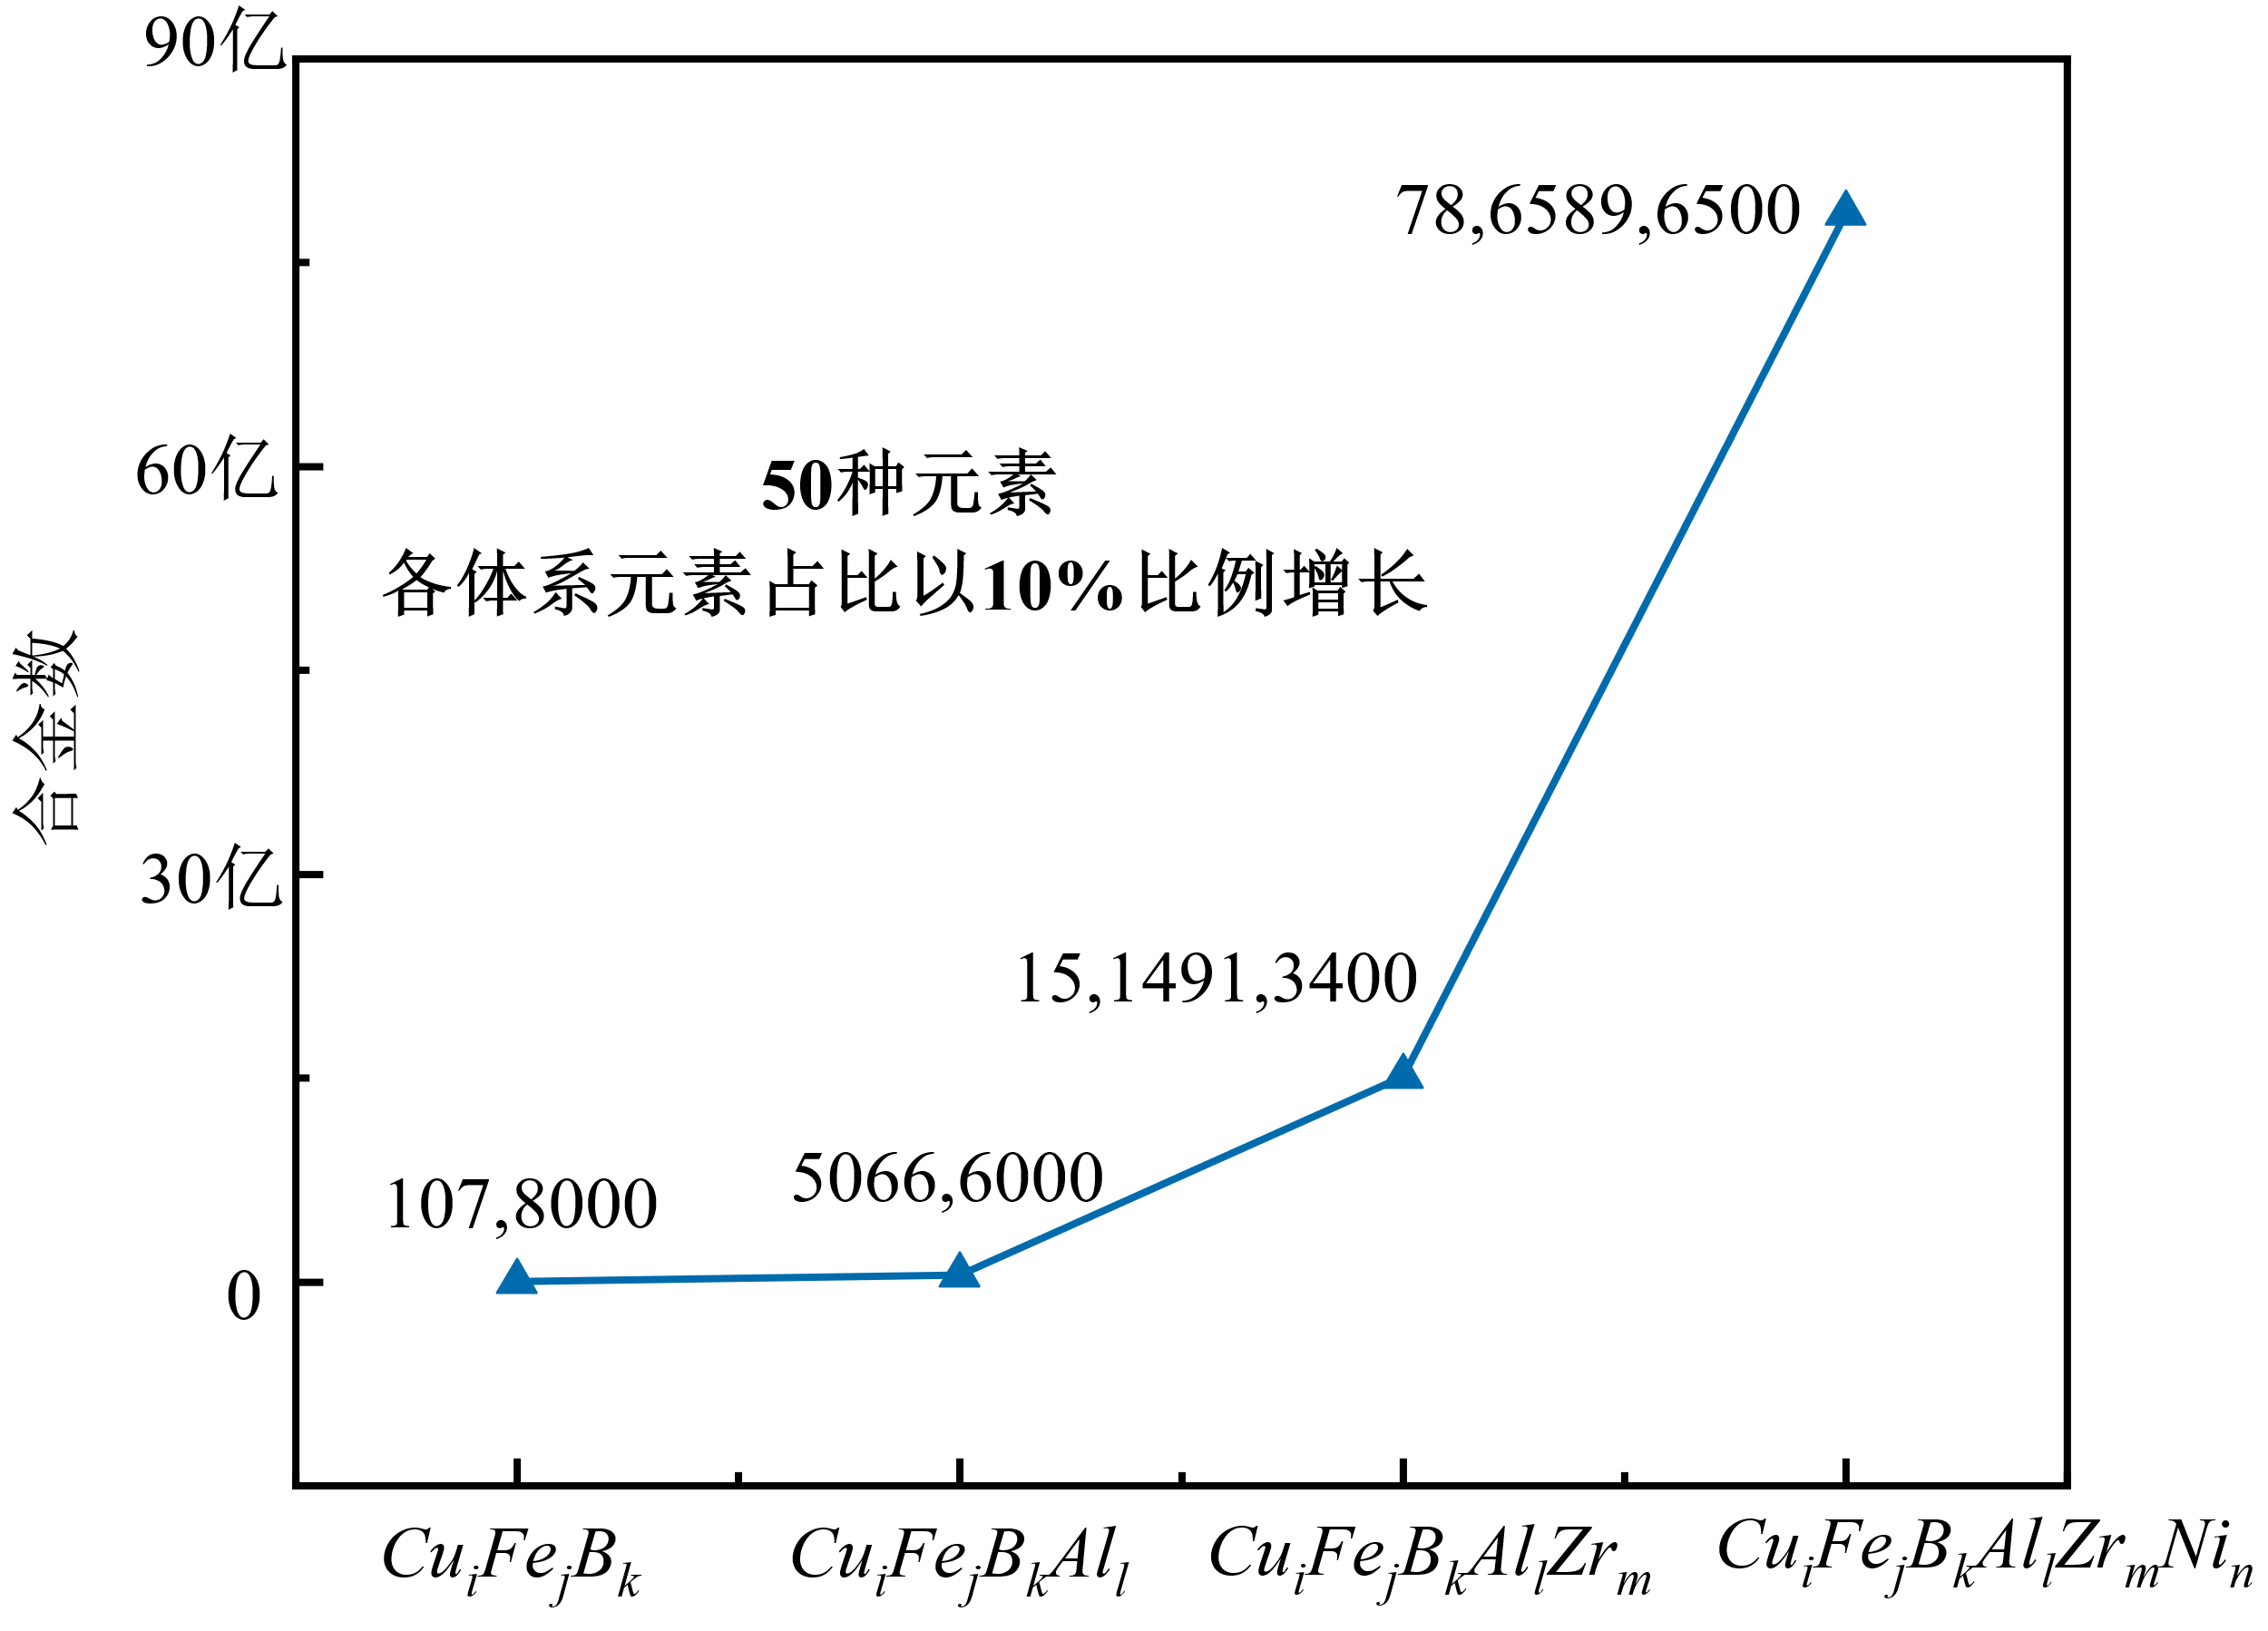 90亿
78,6589,6500
60亿
50种元素
各体系元素占比以10%比例增长
合金数
30亿
15,1491,3400
5066,6000
107,8000
0
CuiFejBk
CuiFejBkAll
CuiFejBkAllZrm
CuiFejBkAllZrmNin